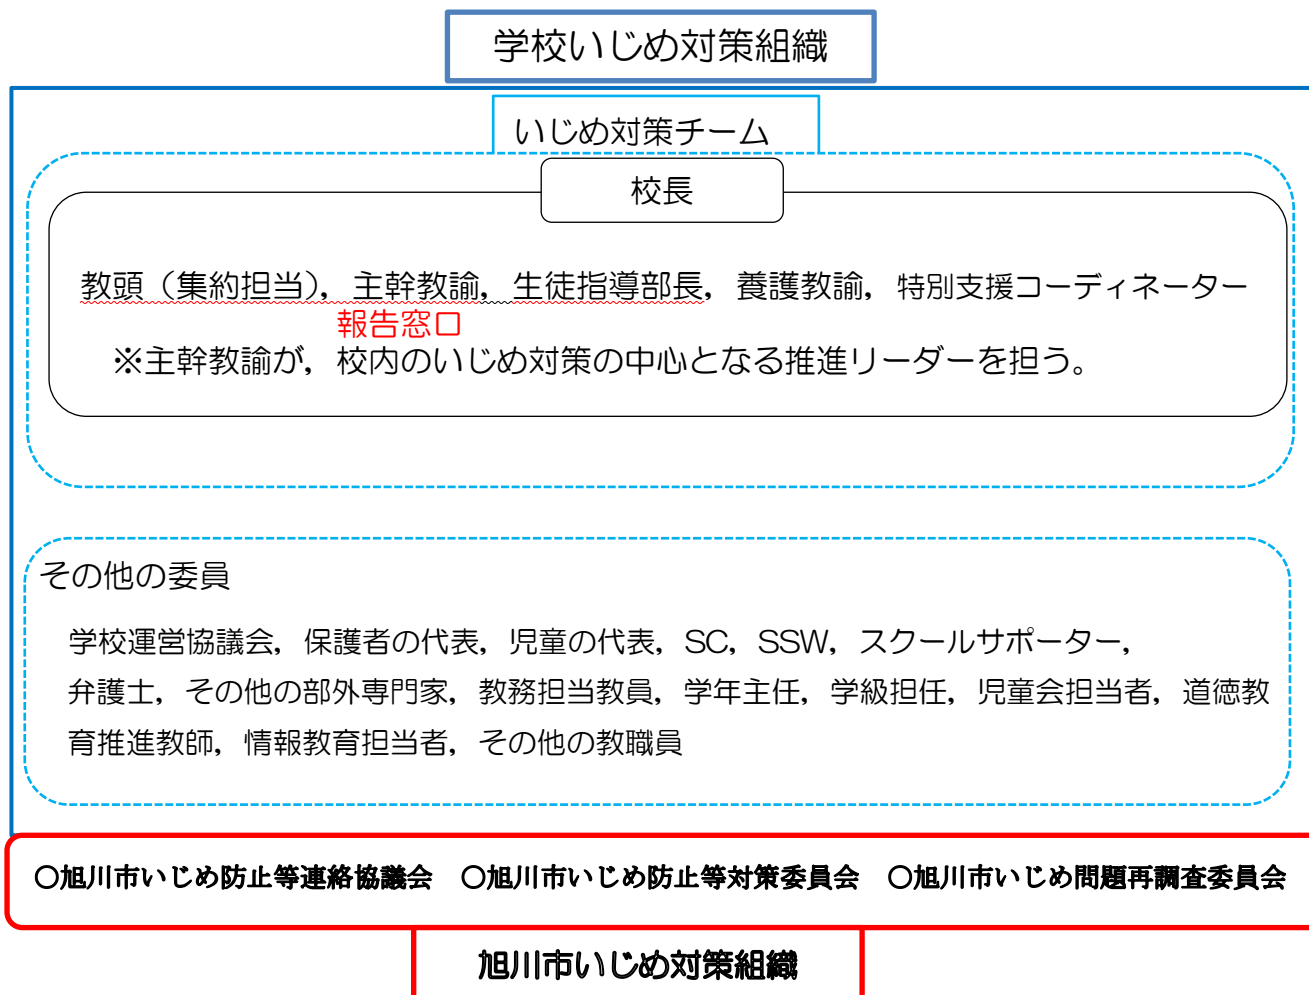 学校いじめ対策組織
いじめ対策チーム
校長
教頭（集約担当），主幹教諭，生徒指導部長，養護教諭，特別支援コーディネーター
報告窓口
※主幹教諭が，校内のいじめ対策の中心となる推進リーダーを担う。
その他の委員
学校運営協議会，保護者の代表，児童の代表，SC，SSW，スクールサポーター，
弁護士，その他の部外専門家，教務担当教員，学年主任，学級担任，児童会担当者，道徳教
育推進教師，情報教育担当者，その他の教職員
○旭川市いじめ防止等連絡協議会　○旭川市いじめ防止等対策委員会　○旭川市いじめ問題再調査委員会
旭川市いじめ対策組織